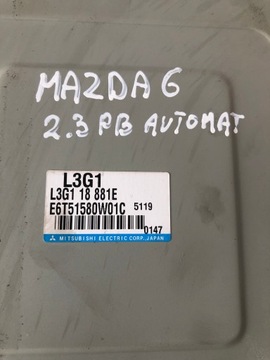 MAZDA 6
2.3 PB AUTOMAT
L3G1
L3G1 18 881E
E6T51580W01C 5119
0147
MITSUBISHI ELECTRIC CORP. JAPAN